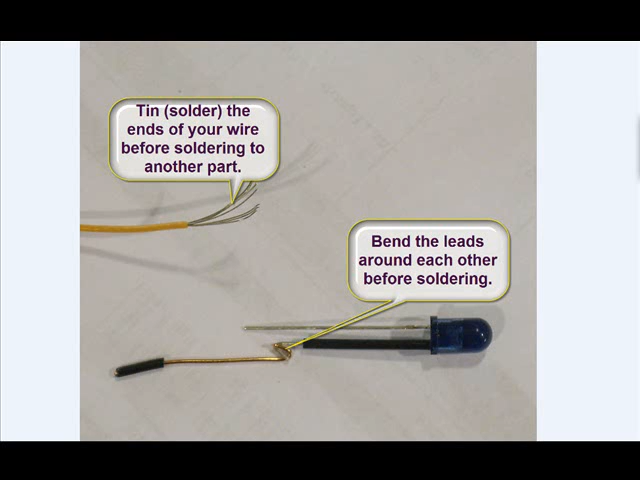 Tin (solder) the
ends of your wire
before soldering to
another part.
Bend the leads
around each other
before soldering.